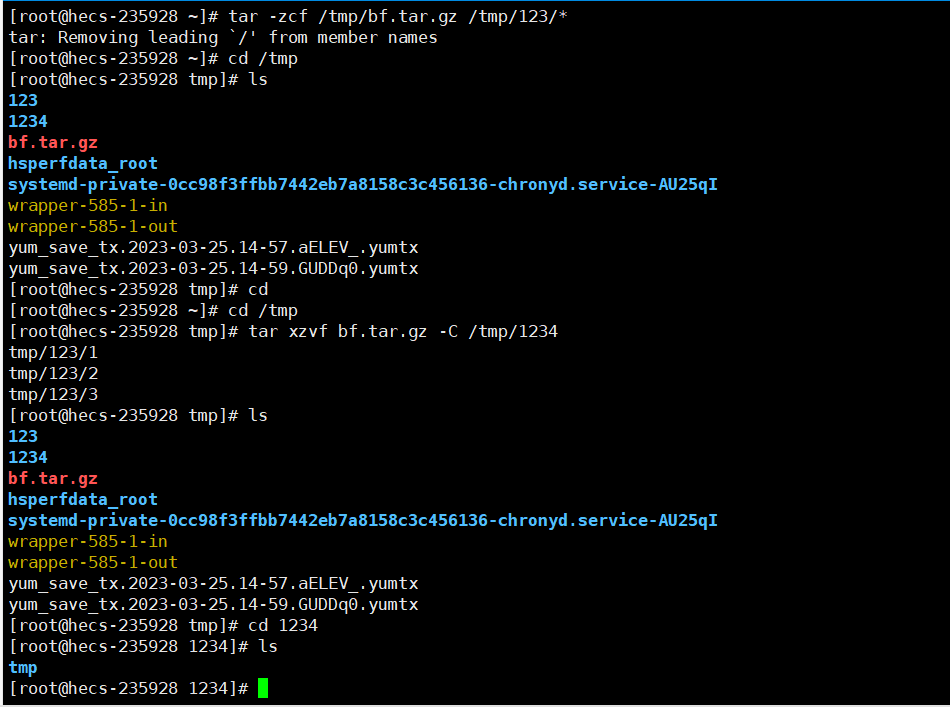 [root@hecs-235928 ~]# tar -zcf /tmp/bf.tar.gz /tmp/123/*
tar: Removing leading `/' from member names
[root@hecs-235928 ~]# cd /tmp
[root@hecs-235928 tmp]# ls
123
1234
bf.tar.gz
hsperfdata_root
systemd-private-0cc98f3ffbb7442eb7a8158c3c456136-chronyd.service-AU25qI
wrapper-585-1-in
wrapper-585-1-out
yum_save_tx.2023-03-25.14-57.aELEV_.yumtx
yum_save_tx.2023-03-25.14-59.GUDDq0.yumtx
[root@hecs-235928 tmp]# cd
[root@hecs-235928 ~]# cd /tmp
[root@hecs-235928 tmp]# tar xzvf bf.tar.gz -C /tmp/1234
tmp/123/1
tmp/123/2
tmp/123/3
[root@hecs-235928 tmp]# ls
123
1234
bf.tar.gz
hsperfdata_root
systemd-private-0cc98f3ffbb7442eb7a8158c3c456136-chronyd.service-AU25qI
wrapper-585-1-in
wrapper-585-1-out
yum_save_tx.2023-03-25.14-57.aELEV_.yumtx
yum_save_tx.2023-03-25.14-59.GUDDq0.yumtx
[root@hecs-235928 tmp]# cd 1234
[root@hecs-235928 1234]# ls
tmp
[root@hecs-235928 1234]#